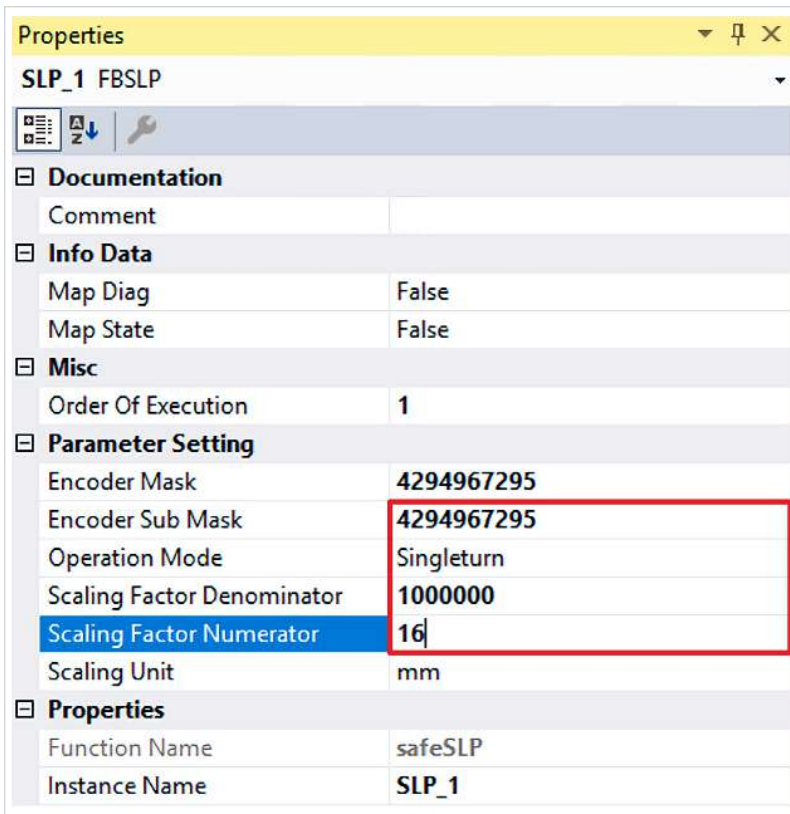 Properties
SLP_1 FBSLP
Documentation
Comment
Info Data
Map Diag False
Map State False
Misc
Order Of Execution 1
Parameter Setting
Encoder Mask 4294967295
Encoder Sub Mask 4294967295
Operation Mode Singleturn
Scaling Factor Denominator 1000000
Scaling Factor Numerator 16
Scaling Unit mm
Properties
Function Name safeSLP
Instance Name SLP_1